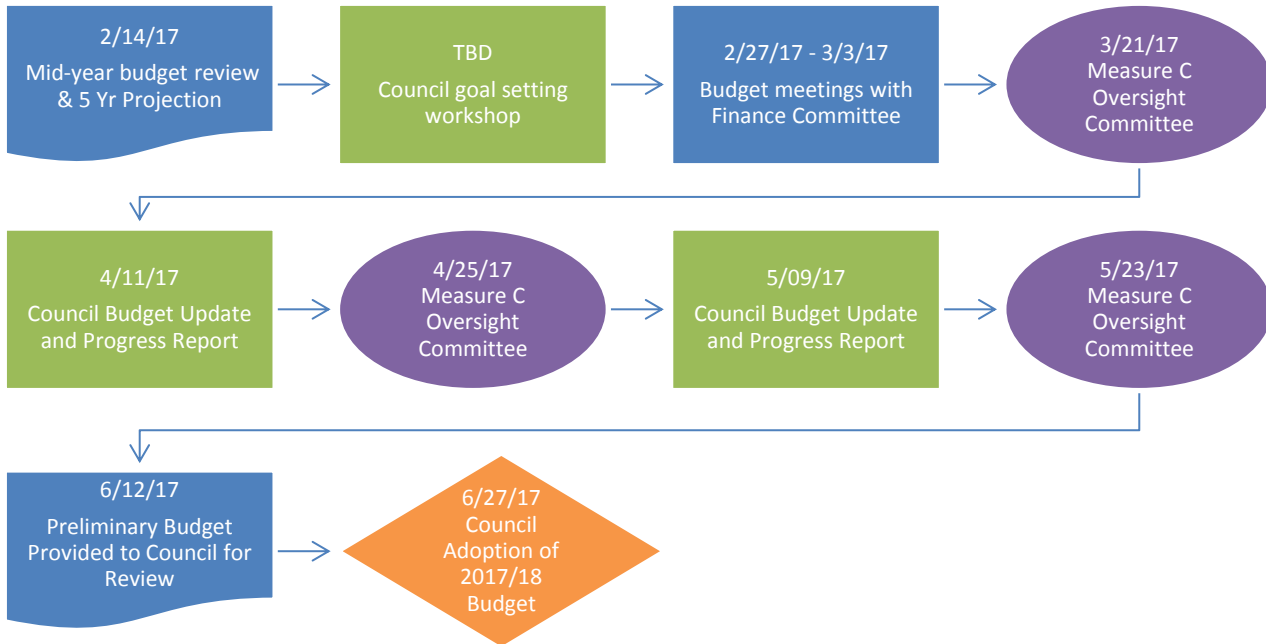 2/14/17
Mid-year budget review
& 5 Yr Projection
TBD
Council goal setting
workshop
2/27/17 - 3/3/17
Budget meetings with
Finance Committee
3/21/17
Measure C
Oversight
Committee
4/11/17
Council Budget Update
and Progress Report
4/25/17
Measure C
Oversight
Committee
5/09/17
Council Budget Update
and Progress Report
5/23/17
Measure C
Oversight
Committee
6/12/17
Preliminary Budget
Provided to Council for
Review
6/27/17
Council
Adoption of
2017/18
Budget